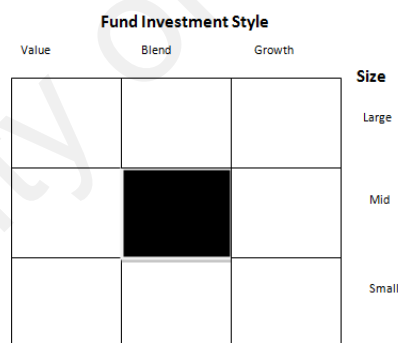 Fund Investment Style
Value Blend Growth
Size
Large
Mid
Small